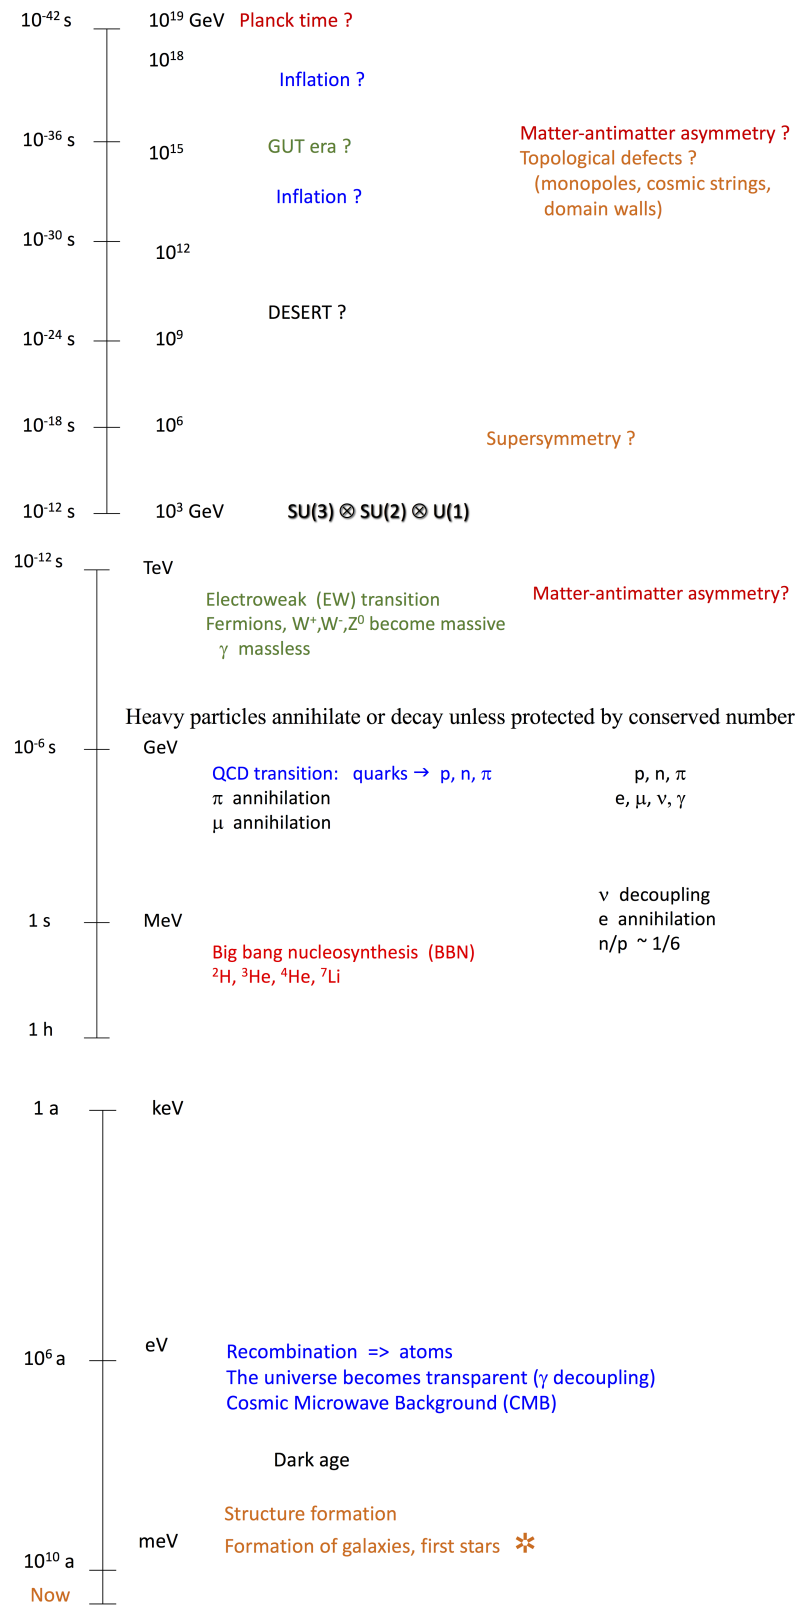 10⁻⁴² s 10¹⁹ GeV Planck time ?
10¹⁸
Inflation ?
10⁻³⁶ s 10¹⁵ GUT era ? Matter-antimatter asymmetry ?
Topological defects ?
(monopoles, cosmic strings,
domain walls)
Inflation ?
10⁻³⁰ s 10¹²
DESERT ?
10⁻²⁴ s 10⁹
10⁻¹⁸ s 10⁶
Supersymmetry ?
10⁻¹² s 10³ GeV SU(3) ⊗ SU(2) ⊗ U(1)
10⁻¹² s TeV
Electroweak (EW) transition Matter-antimatter asymmetry?
Fermions, W⁺,W⁻,Z⁰ become massive
γ massless
Heavy particles annihilate or decay unless protected by conserved number
10⁻⁶ s GeV
QCD transition: quarks → p, n, π p, n, π
π annihilation e, μ, ν, γ
μ annihilation
ν decoupling
1 s MeV e annihilation
n/p ~ 1/6
Big bang nucleosynthesis (BBN)
²H, ³He, ⁴He, ⁷Li
1 h
1 a keV
10⁶ a eV Recombination => atoms
The universe becomes transparent (γ decoupling)
Cosmic Microwave Background (CMB)
Dark age
Structure formation
meV Formation of galaxies, first stars ✲
10¹⁰ a
Now